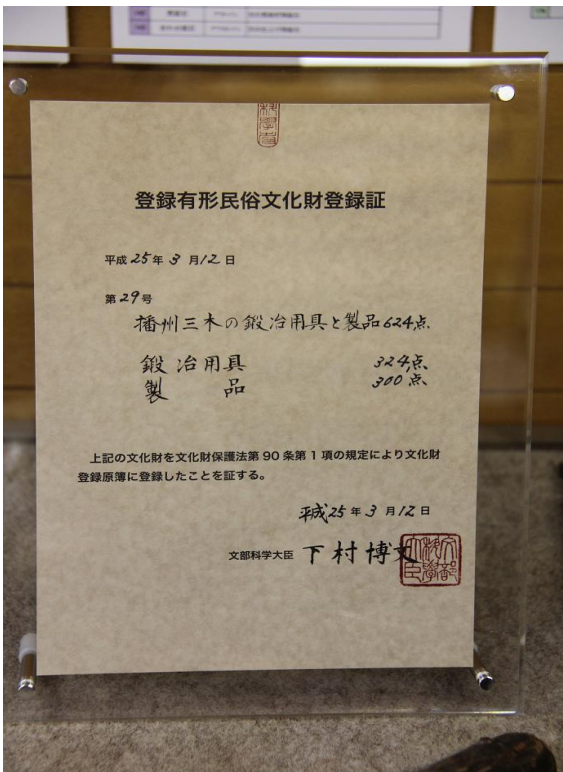 登録有形民俗文化財登録証
平成25年3月12日
第29号
播州三木の鍛冶用具と製品624点
鍛冶用具 324点
製品 300点
上記の文化財を文化財保護法第90条第1項の規定により文化財
登録原簿に登録したことを証する。
平成25年3月12日
文部科学大臣 下村博文